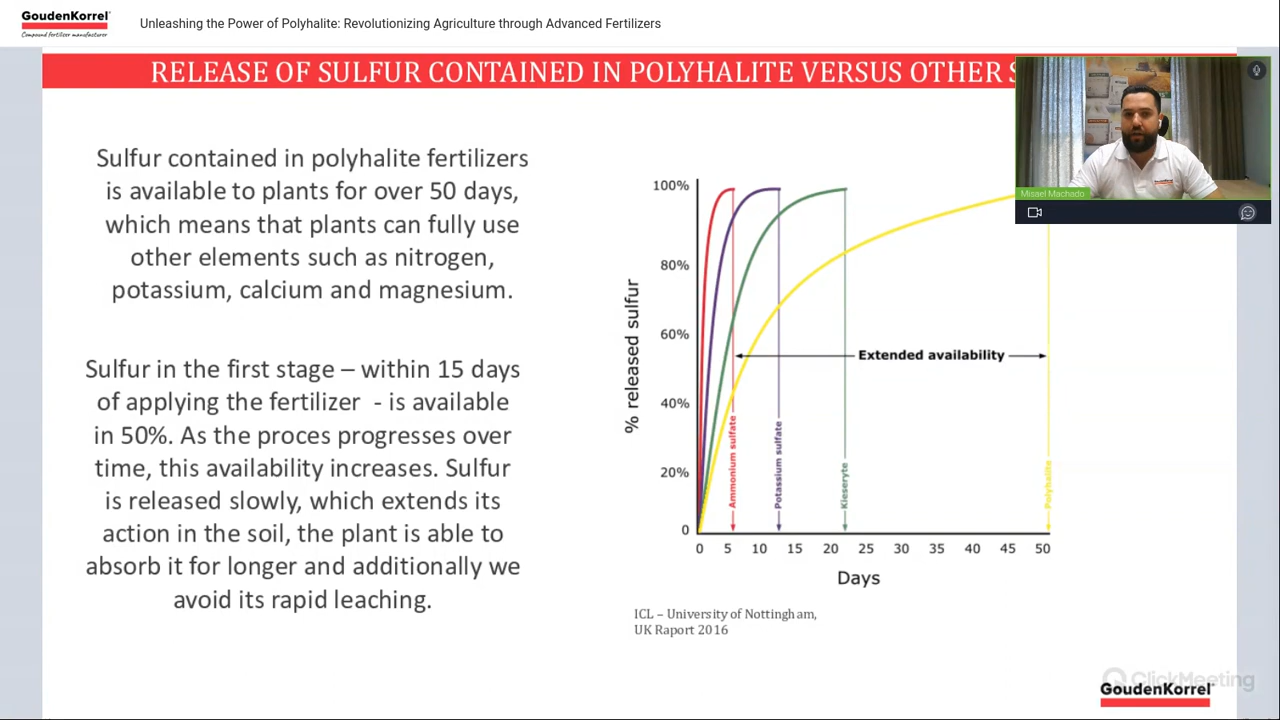 GoudenKorrel
Compound fertilizer manufacturer
Unleashing the Power of Polyhalite: Revolutionizing Agriculture through Advanced Fertilizers
RELEASE OF SULFUR CONTAINED IN POLYHALITE VERSUS OTHER
Misael Machado
Sulfur contained in polyhalite fertilizers
is available to plants for over 50 days,
which means that plants can fully use
other elements such as nitrogen,
potassium, calcium and magnesium.
Sulfur in the first stage – within 15 days
of applying the fertilizer - is available
in 50%. As the proces progresses over
time, this availability increases. Sulfur
is released slowly, which extends its
action in the soil, the plant is able to
absorb it for longer and additionally we
avoid its rapid leaching.
% released sulfur
100%
80%
60%
40%
20%
0
Extended availability
Ammonium sulfate
Potassium sulfate
Kieseryte
Polyhalite
0 5 10 15 20 25 30 35 40 45 50
Days
ICL – University of Nottingham,
UK Raport 2016
ClickMeeting
GoudenKorrel